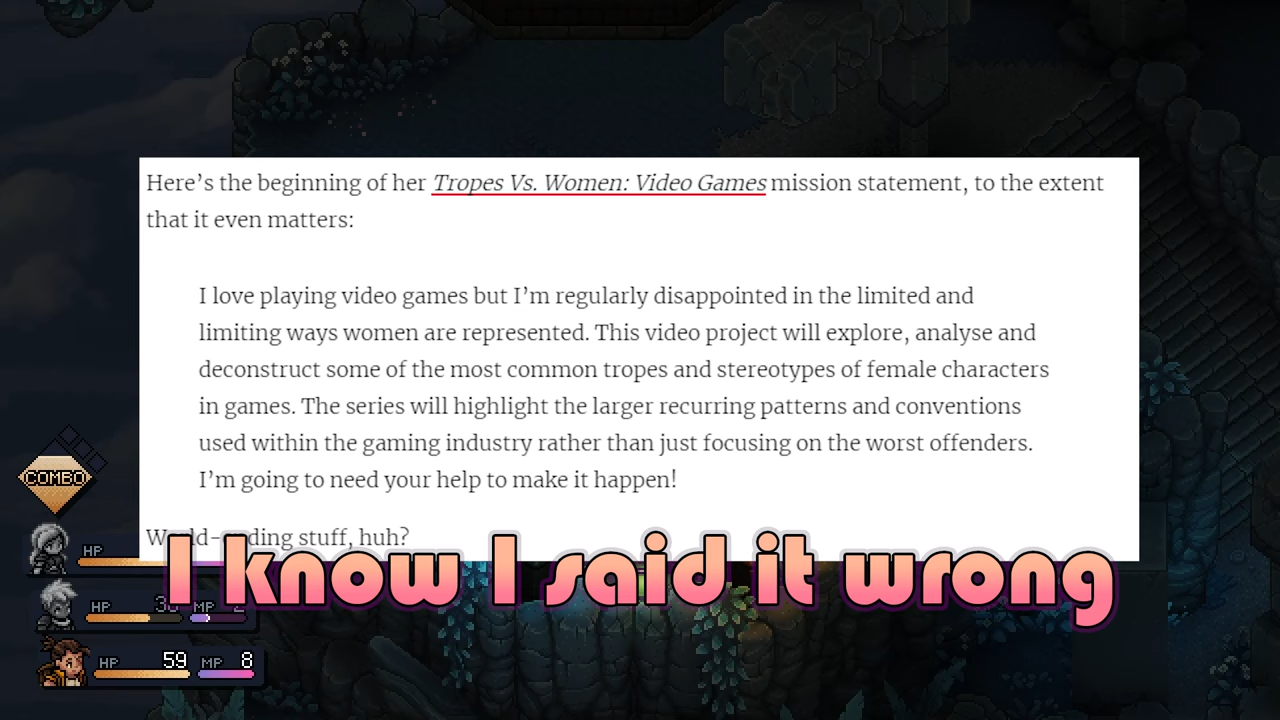 Here’s the beginning of her Tropes Vs. Women: Video Games mission statement, to the extent
that it even matters:
I love playing video games but I’m regularly disappointed in the limited and
limiting ways women are represented. This video project will explore, analyse and
deconstruct some of the most common tropes and stereotypes of female characters
in games. The series will highlight the larger recurring patterns and conventions
used within the gaming industry rather than just focusing on the worst offenders.
I’m going to need your help to make it happen!
COMBO
World-ending stuff, huh?
HP
I know I said it wrong
HP MP
HP 59 MP 8